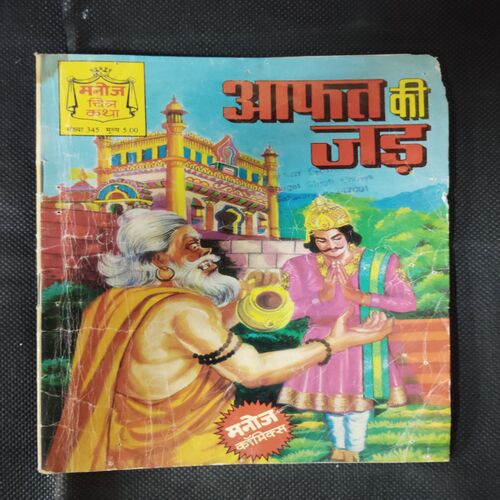 मनोज
चित्र
कथा
संख्या 345 मूल्य 5.00
आफत की
जड़
मनोज
कॉमिक्स